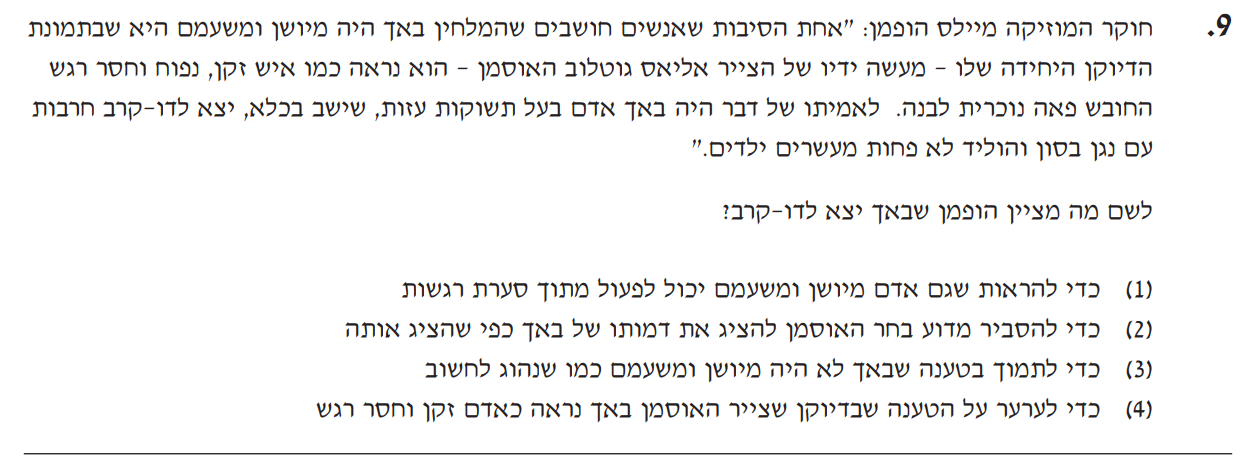 9. חוקר המוזיקה מיילס הופמן: "אחת הסיבות שאנשים חושבים שהמלחין באך היה מיושן ומשעמם היא שבתמונת
הדיוקן היחידה שלו – מעשה ידיו של הצייר אליאס גוטלוב האוסמן – הוא נראה כמו איש זקן, נפוח וחסר רגש
החובש פאה נוכרית לבנה. לאמיתו של דבר היה באך אדם בעל תשוקות עזות, שישב בכלא, יצא לדו-קרב חרבות
עם נגן בסון והוליד לא פחות מעשרים ילדים."
לשם מה מציין הופמן שבאך יצא לדו-קרב?
(1) כדי להראות שגם אדם מיושן ומשעמם יכול לפעול מתוך סערת רגשות
(2) כדי להסביר מדוע בחר האוסמן להציג את דמותו של באך כפי שהציג אותה
(3) כדי לתמוך בטענה שבאך לא היה מיושן ומשעמם כמו שנהוג לחשוב
(4) כדי לערער על הטענה שבדיוקן שצייר האוסמן באך נראה כאדם זקן וחסר רגש